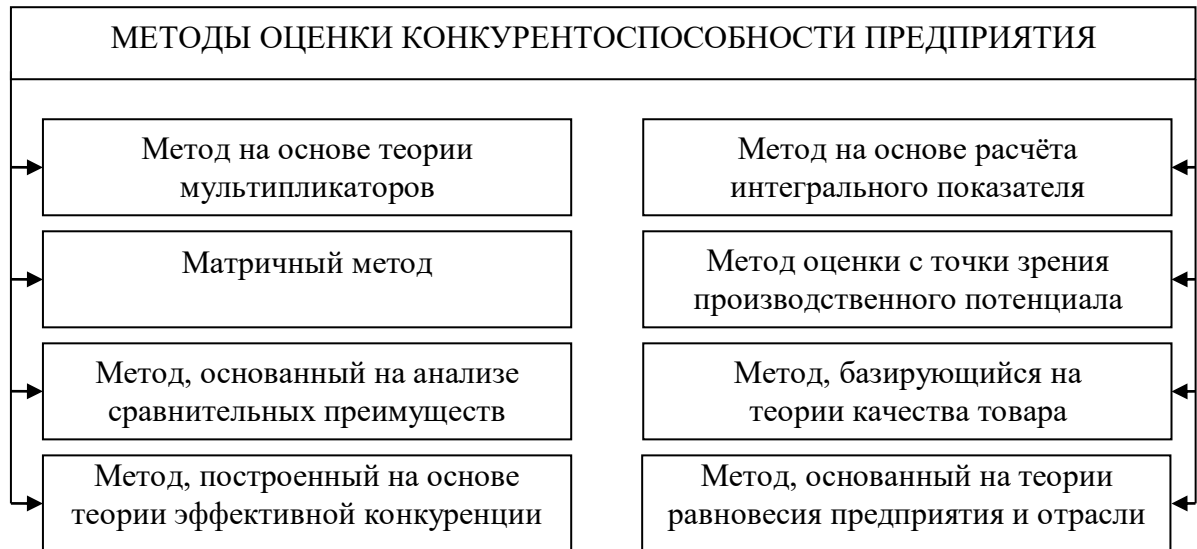 МЕТОДЫ ОЦЕНКИ КОНКУРЕНТОСПОСОБНОСТИ ПРЕДПРИЯТИЯ
Метод на основе теории
мультипликаторов
Матричный метод
Метод, основанный на анализе
сравнительных преимуществ
Метод, построенный на основе
теории эффективной конкуренции
Метод на основе расчёта
интегрального показателя
Метод оценки с точки зрения
производственного потенциала
Метод, базирующийся на
теории качества товара
Метод, основанный на теории
равновесия предприятия и отрасли